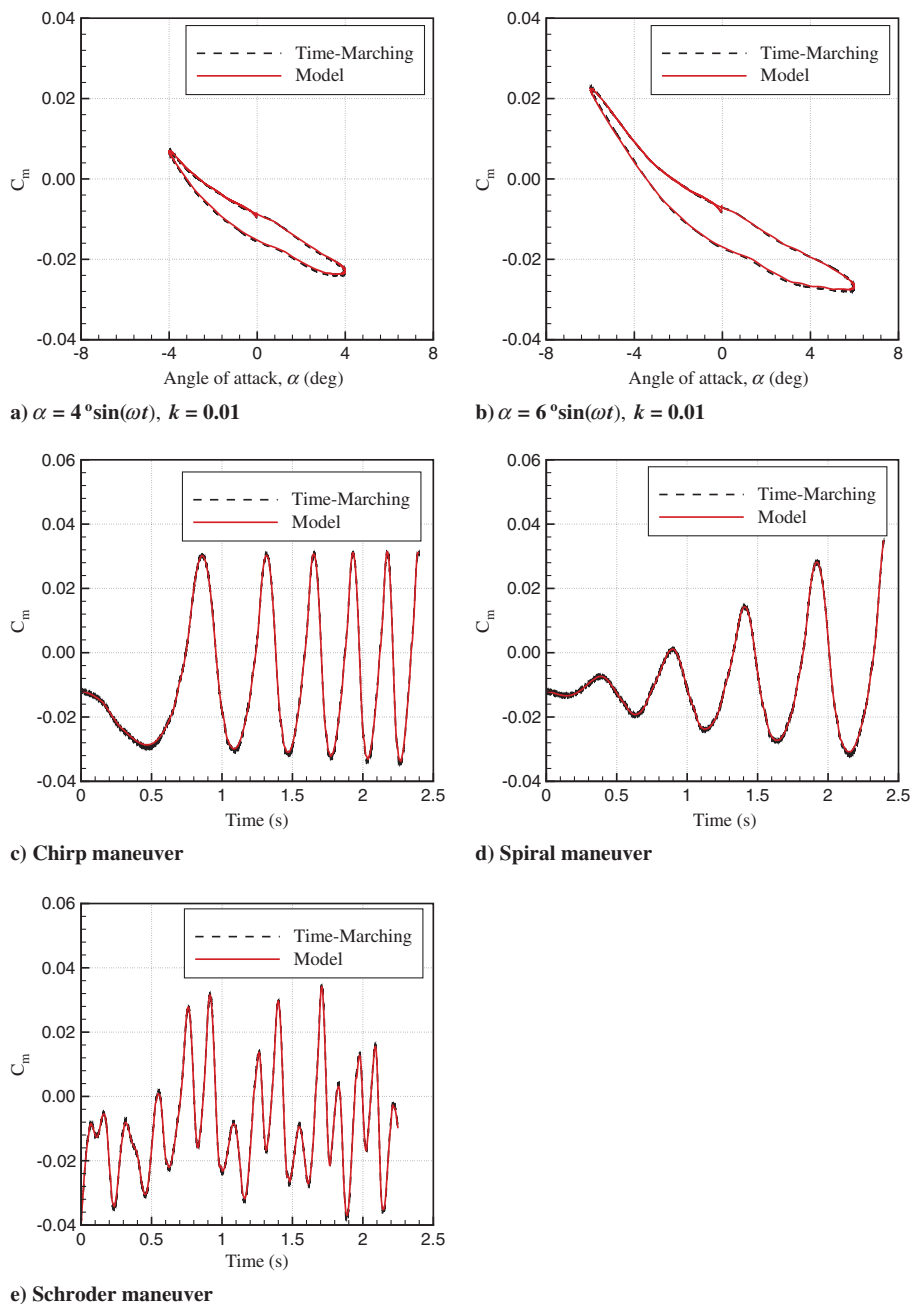 0.04
0.02
0.00
-0.02
-0.04
C_m
Time-Marching
Model
-8 -4 0 4 8
Angle of attack, α (deg)
a) α = 4°sin(ωt), k = 0.01
0.04
0.02
0.00
-0.02
-0.04
C_m
Time-Marching
Model
-8 -4 0 4 8
Angle of attack, α (deg)
b) α = 6°sin(ωt), k = 0.01
0.06
0.04
0.02
0.00
-0.02
-0.04
C_m
Time-Marching
Model
0 0.5 1 1.5 2 2.5
Time (s)
c) Chirp maneuver
0.06
0.04
0.02
0.00
-0.02
-0.04
C_m
Time-Marching
Model
0 0.5 1 1.5 2 2.5
Time (s)
d) Spiral maneuver
0.06
0.04
0.02
0.00
-0.02
-0.04
C_m
Time-Marching
Model
0 0.5 1 1.5 2 2.5
Time (s)
e) Schroder maneuver